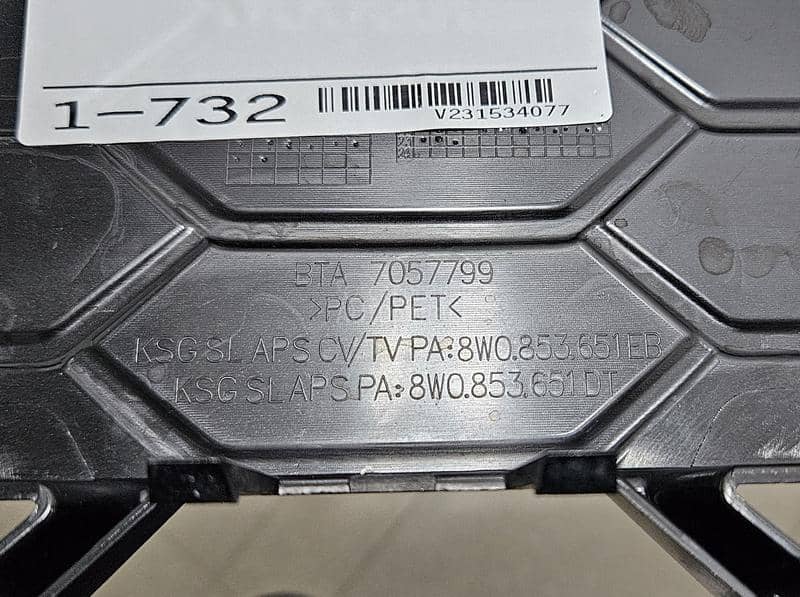 1-732
V231534077
BTA 7057799
>PC/PET<
KSG SL APS CV/TV PA:8W0.853.651 EB
KSG SL APS PA:8W0.853.651 DT